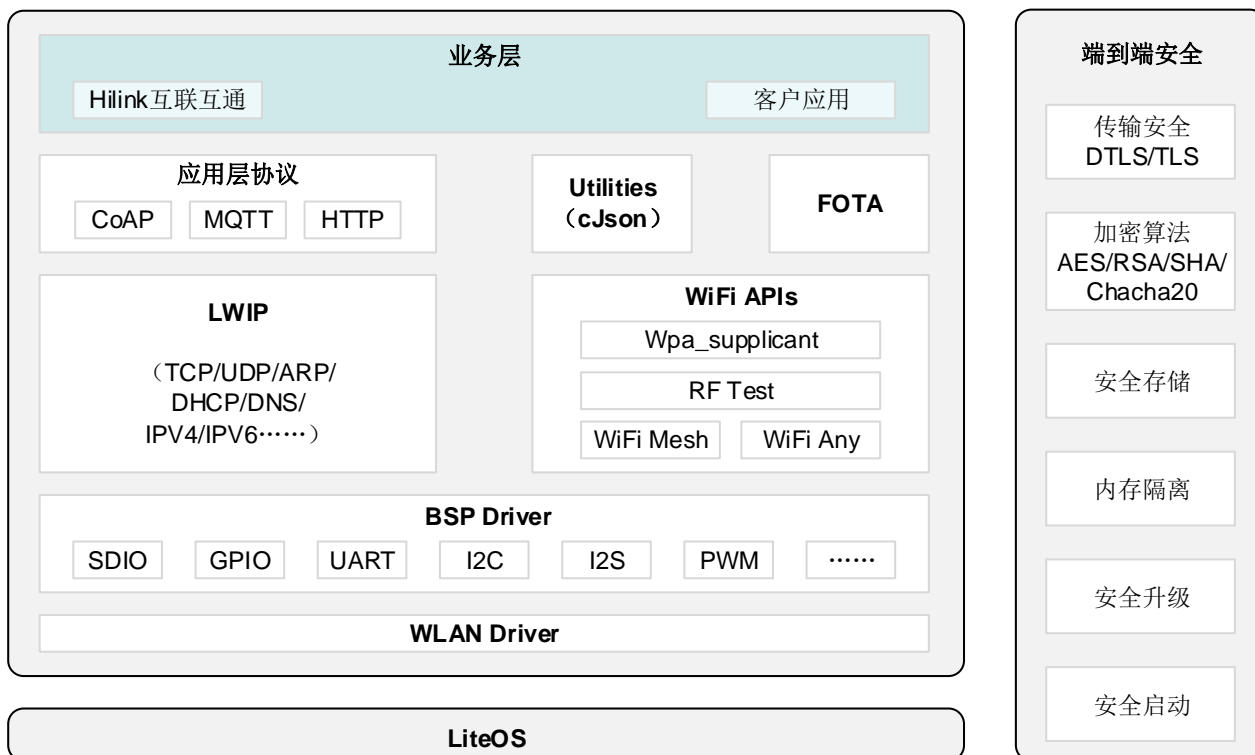 业务层
Hilink互联互通
客户应用
应用层协议
CoAP
MQTT
HTTP
Utilities
（cJson）
FOTA
LWIP
（TCP/UDP/ARP/
DHCP/DNS/
IPV4/IPV6……）
WiFi APIs
Wpa_supplicant
RF Test
WiFi Mesh
WiFi Any
BSP Driver
SDIO
GPIO
UART
I2C
I2S
PWM
……
WLAN Driver
LiteOS
端到端安全
传输安全
DTLS/TLS
加密算法
AES/RSA/SHA/
Chacha20
安全存储
内存隔离
安全升级
安全启动